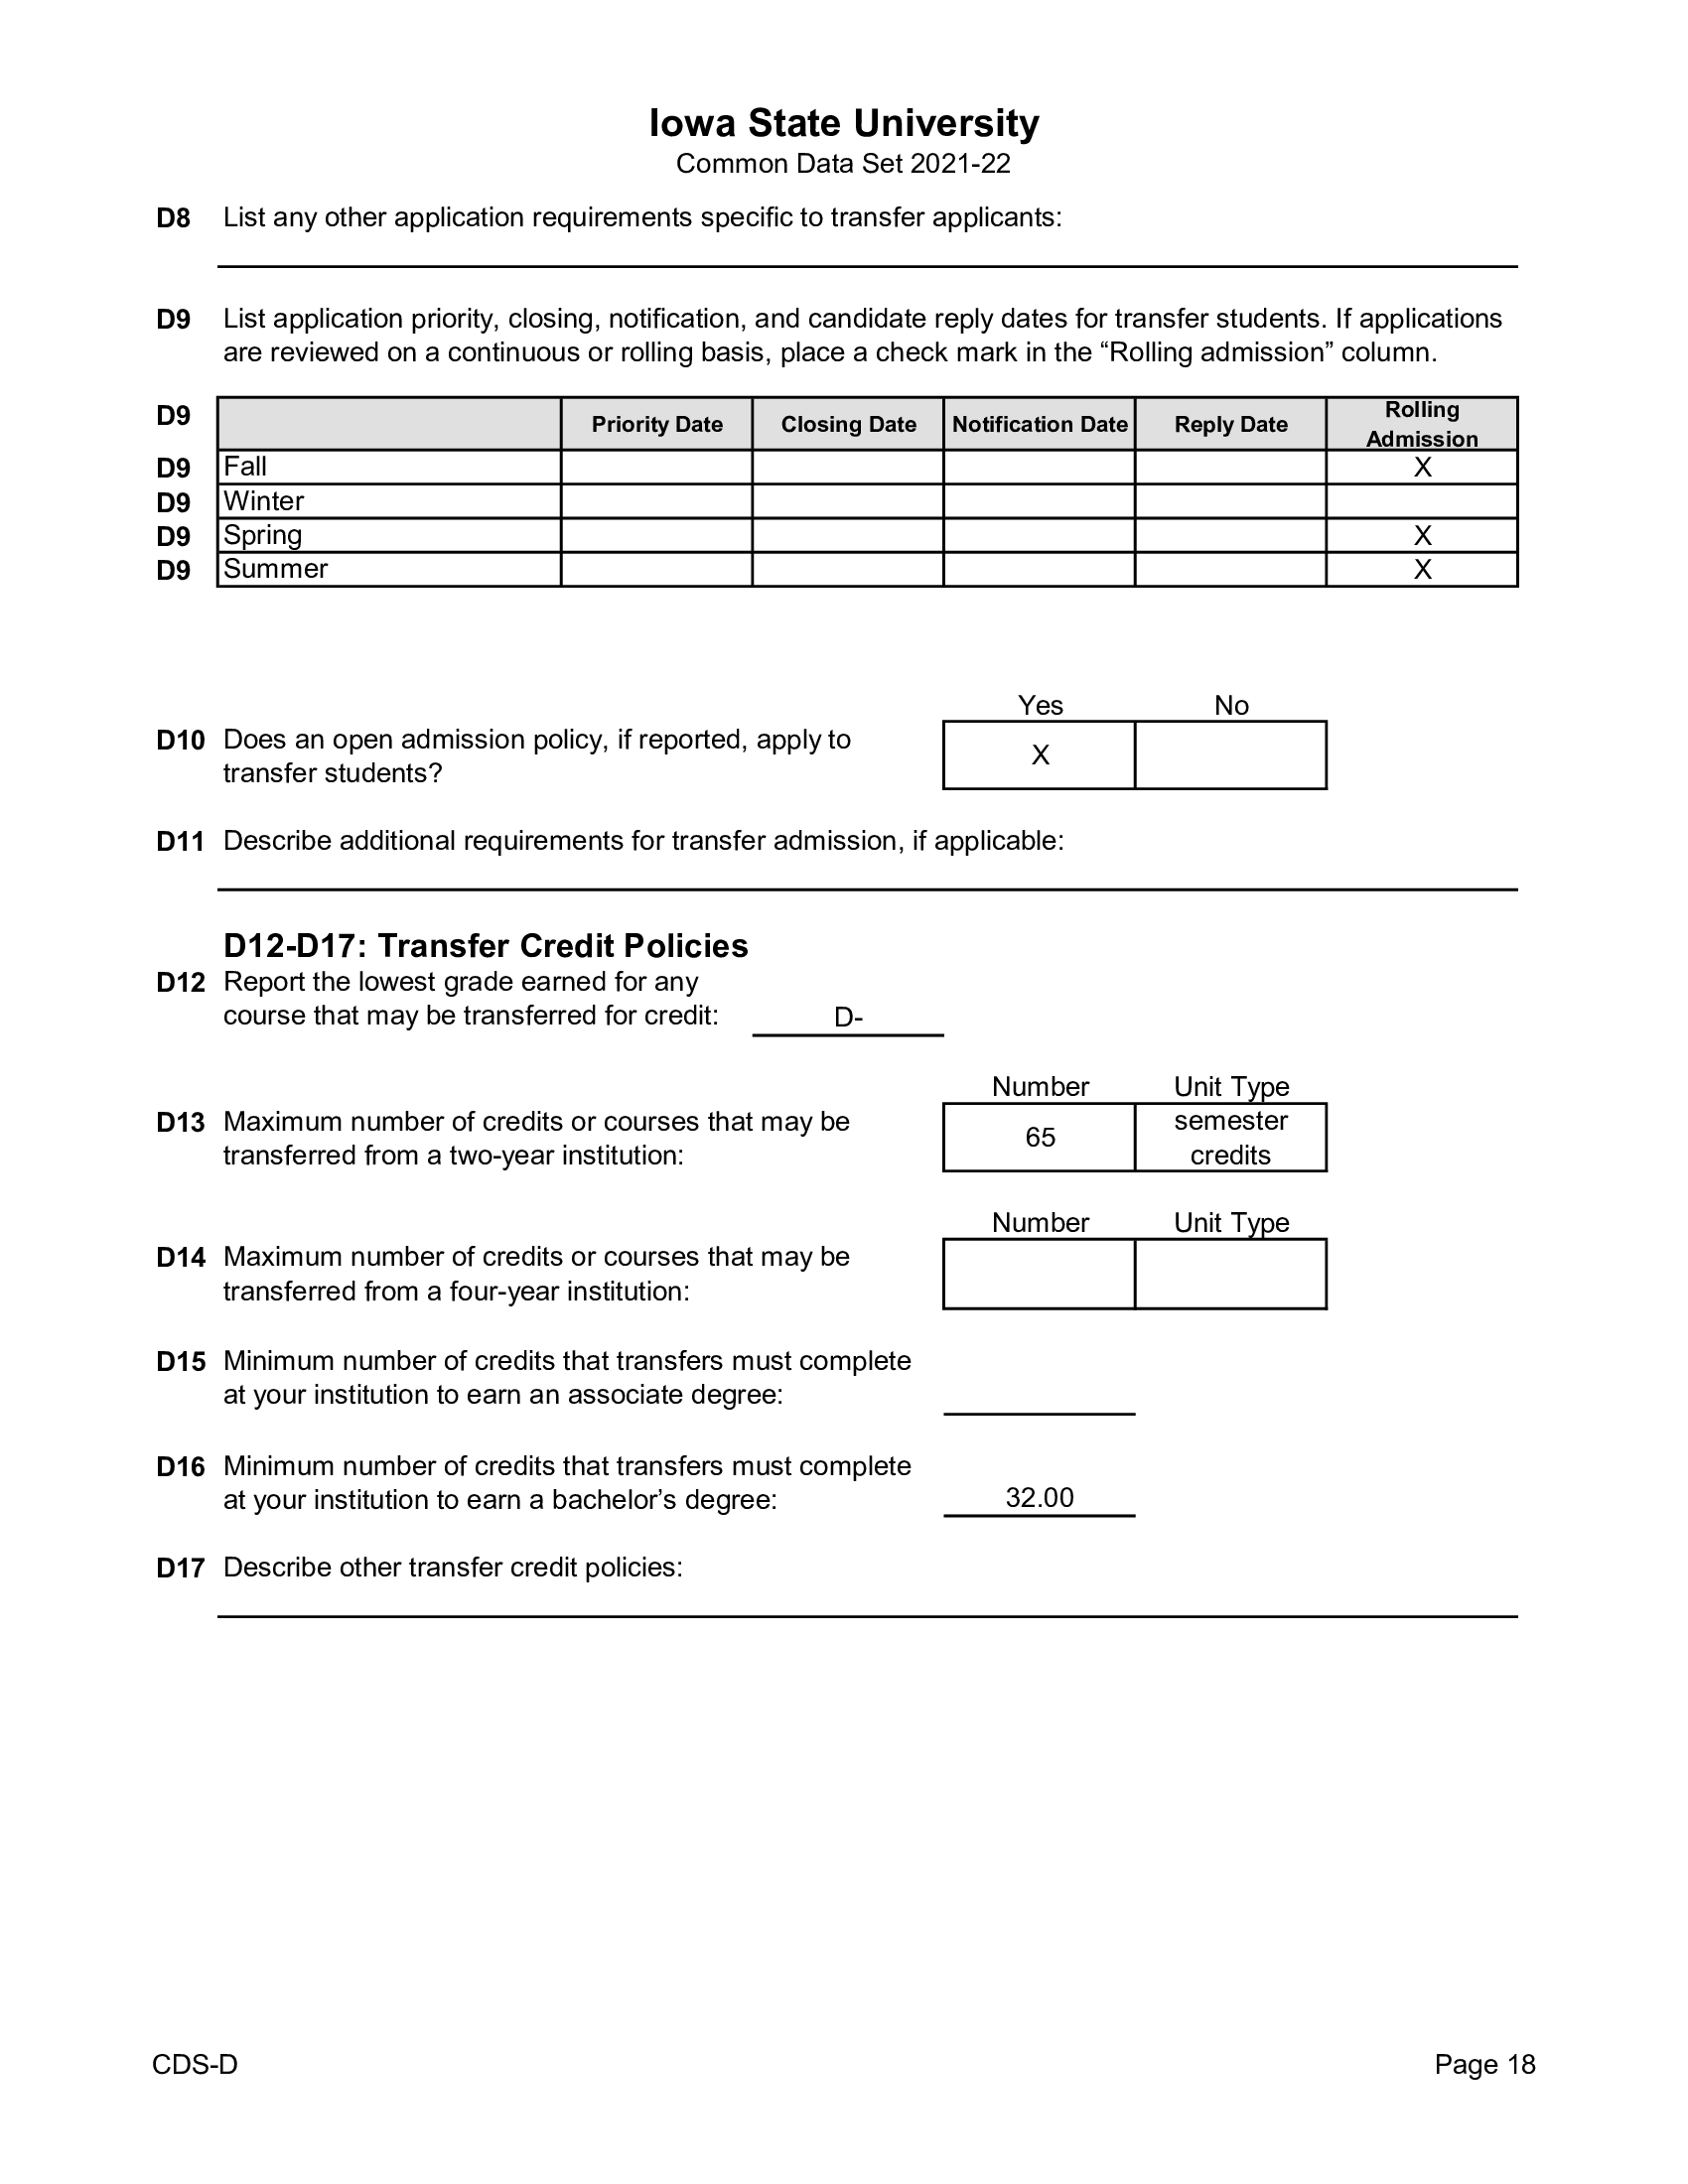 Iowa State University
Common Data Set 2021-22
D8 List any other application requirements specific to transfer applicants:
D9 List application priority, closing, notification, and candidate reply dates for transfer students. If applications
are reviewed on a continuous or rolling basis, place a check mark in the “Rolling admission” column.
D9 Priority Date Closing Date Notification Date Reply Date Rolling
Admission
D9 Fall X
D9 Winter
D9 Spring X
D9 Summer X
Yes No
D10 Does an open admission policy, if reported, apply to
transfer students? X
D11 Describe additional requirements for transfer admission, if applicable:
D12-D17: Transfer Credit Policies
D12 Report the lowest grade earned for any
course that may be transferred for credit: D-
Number Unit Type
D13 Maximum number of credits or courses that may be
transferred from a two-year institution: 65 semester
credits
Number Unit Type
D14 Maximum number of credits or courses that may be
transferred from a four-year institution:
D15 Minimum number of credits that transfers must complete
at your institution to earn an associate degree:
D16 Minimum number of credits that transfers must complete
at your institution to earn a bachelor’s degree: 32.00
D17 Describe other transfer credit policies:
CDS-D Page 18